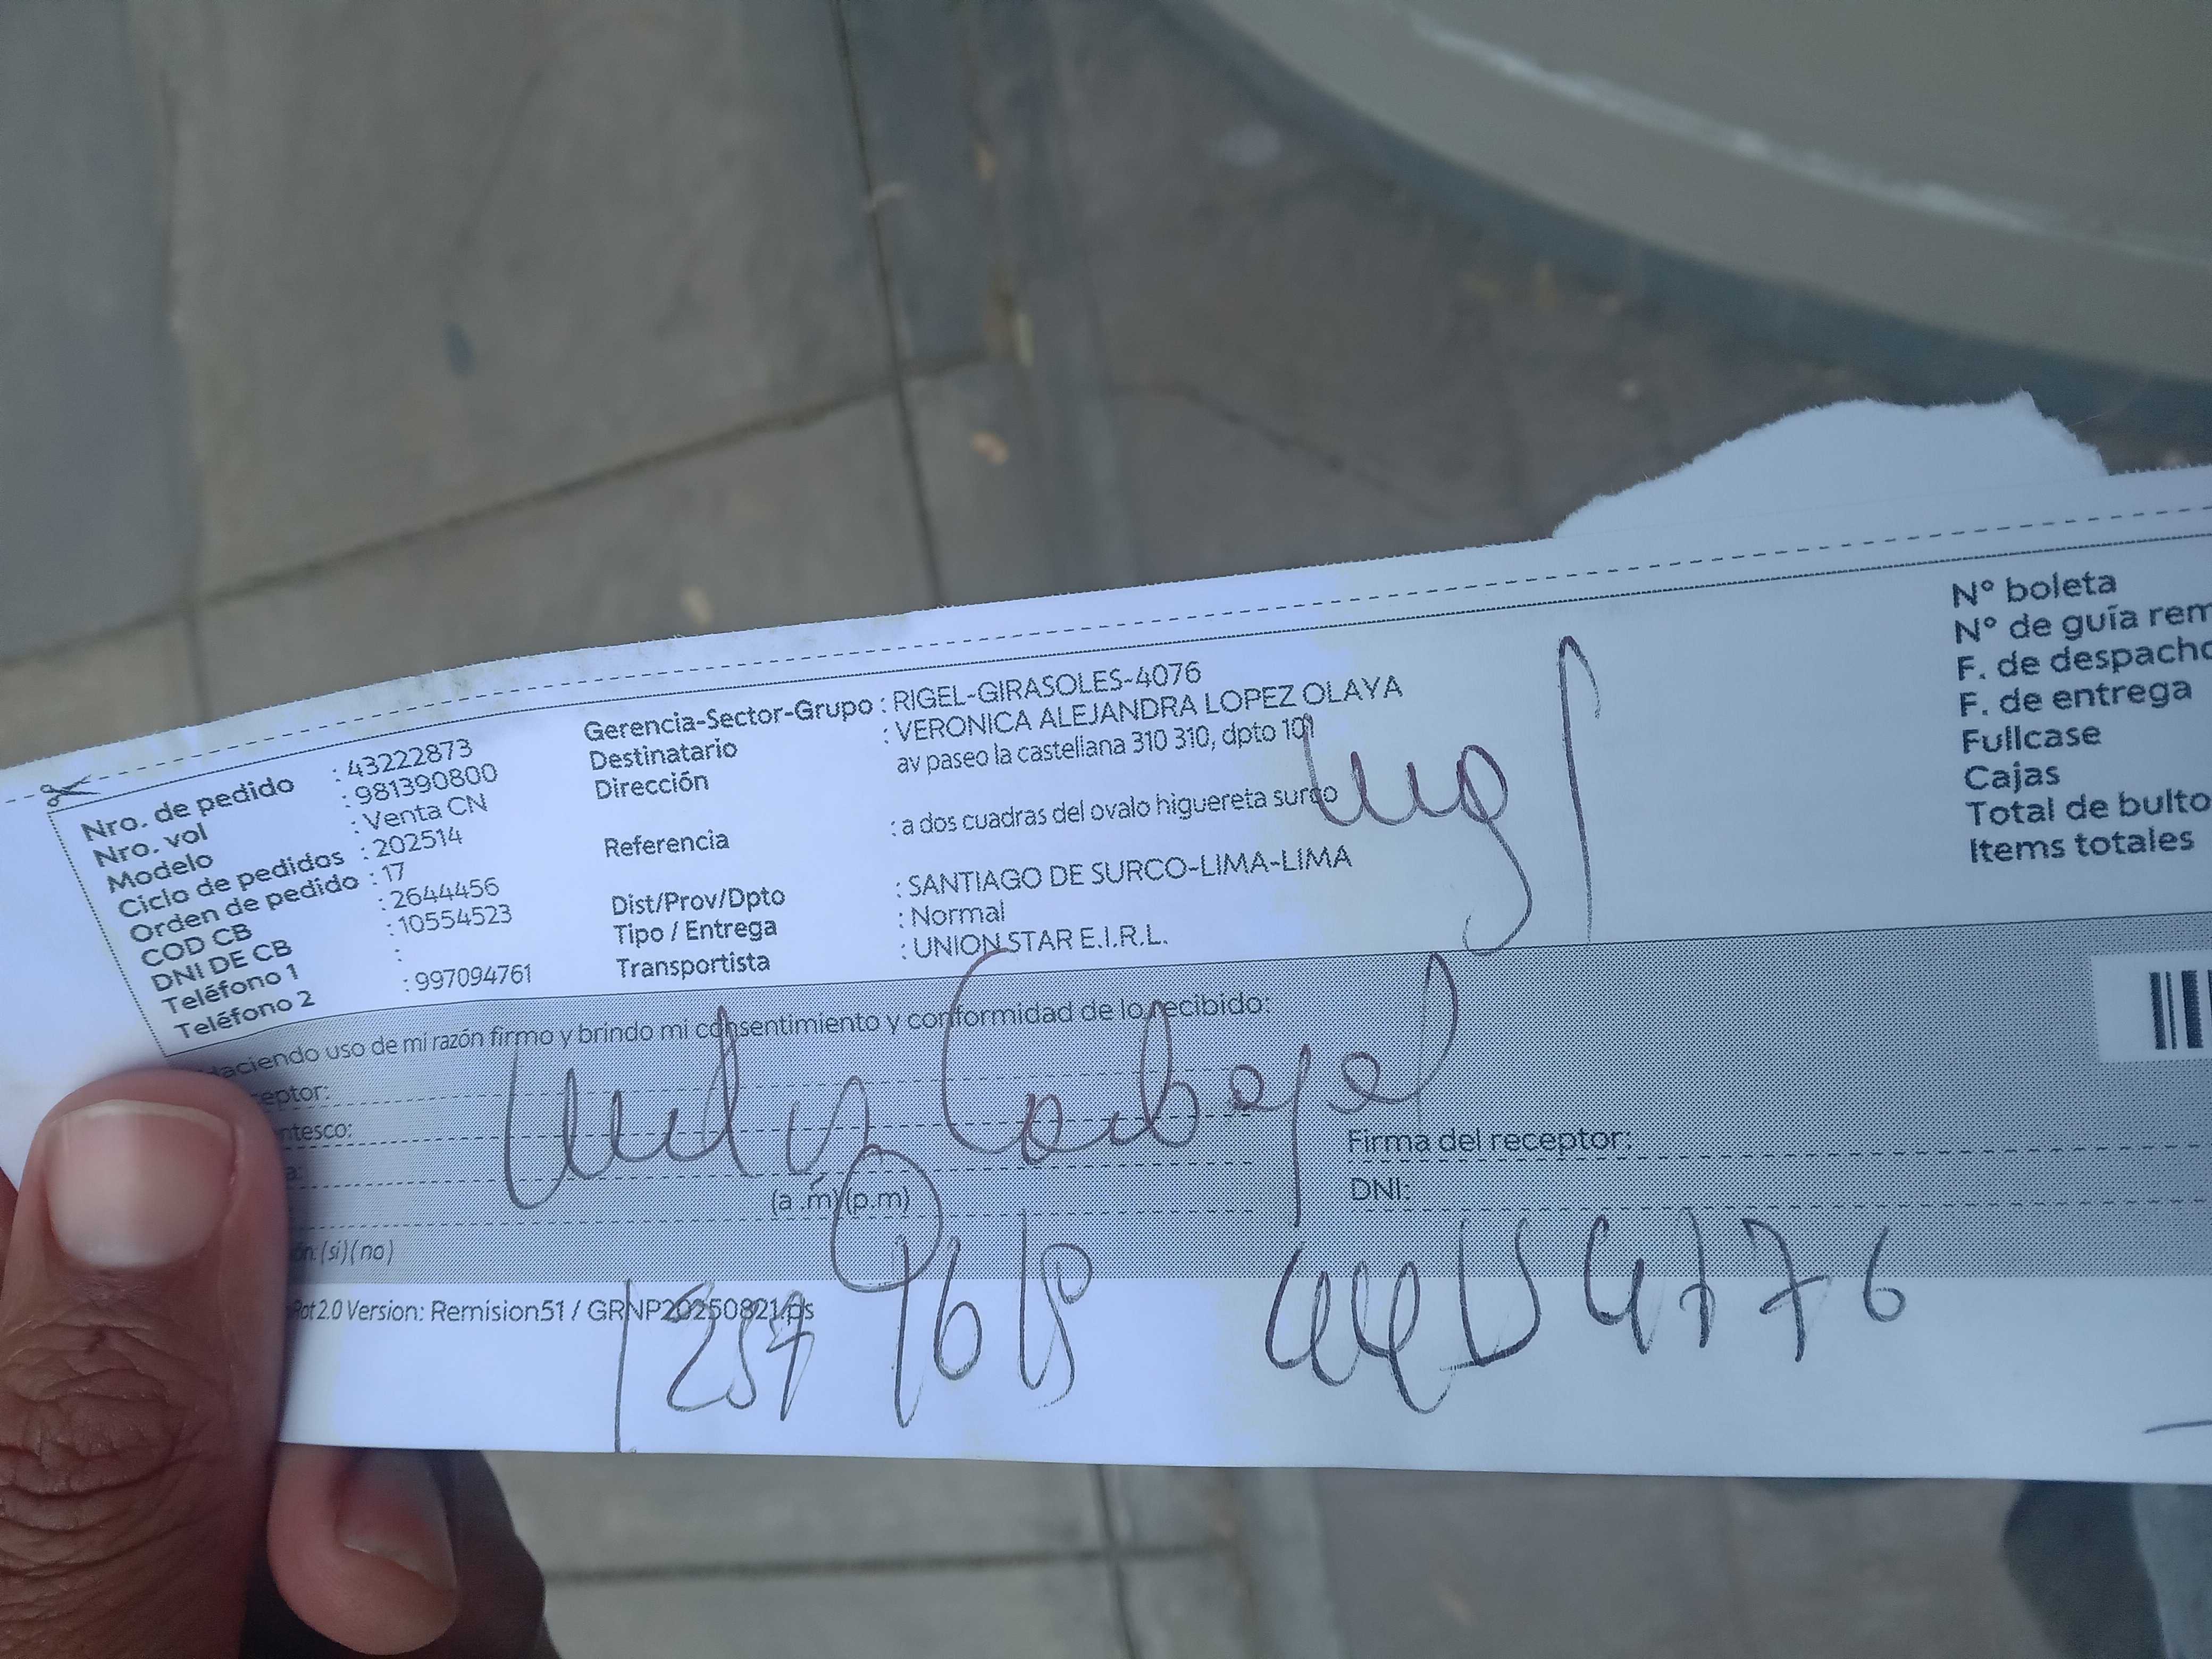 Nro. de pedido : 43222873
Nro. vol : 981390800
Modelo : Venta CN
Ciclo de pedidos : 202514
Orden de pedido : 17
COD CB : 2644456
DNI DE CB : 10554523
Teléfono 1 :
Teléfono 2 : 997094761
Gerencia-Sector-Grupo : RIGEL-GIRASOLES-4076
Destinatario : VERONICA ALEJANDRA LOPEZ OLAYA
Dirección av paseo la castellana 310 310, dpto 101
Referencia : a dos cuadras del ovalo higuereta surco
Dist/Prov/Dpto : SANTIAGO DE SURCO-LIMA-LIMA
Tipo / Entrega : Normal
Transportista : UNION STAR E.I.R.L.
N° boleta
N° de guía rem
F. de despacho
F. de entrega
Fullcase
Cajas
Total de bulto
Items totales
Haciendo uso de mi razón firmo y brindo mi consentimiento y conformidad de lo recibido:
ceptor:
ntesco:
a:
Firma del receptor:
(a.m)(p.m)
DNI:
ón: (si) (no)
2.0 Version: Remision51 / GRNP20250821/ps